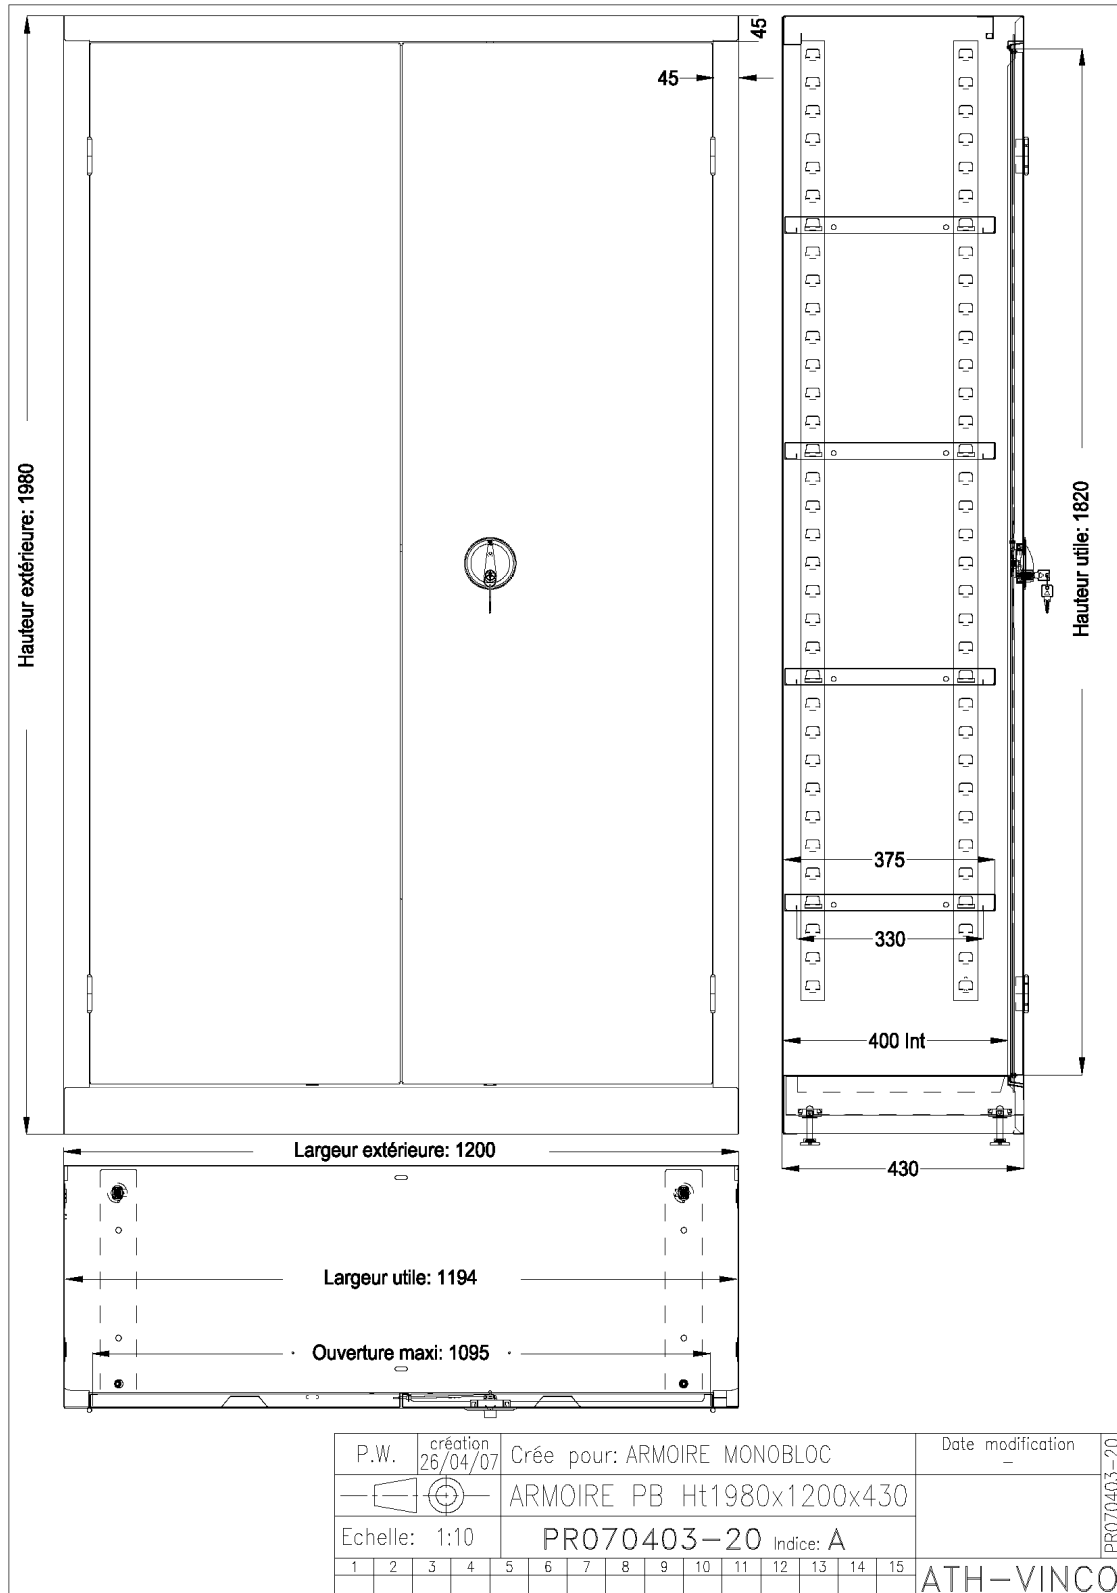 45
45
Hauteur extérieure: 1980
Hauteur utile: 1820
375
330
400 Int
430
Largeur extérieure: 1200
Largeur utile: 1194
Ouverture maxi: 1095
P.W.
création
26/04/07
Crée pour: ARMOIRE MONOBLOC
Date modification
-
ARMOIRE PB Ht1980x1200x430
PR070403-20
Echelle: 1:10
PR070403-20 Indice: A
1 2 3 4 5 6 7 8 9 10 11 12 13 14 15
ATH-VINCO